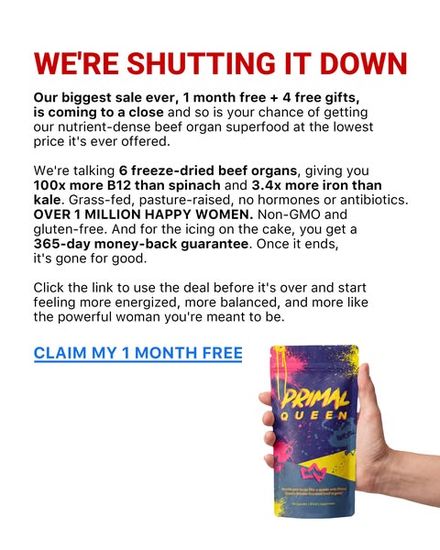 WE'RE SHUTTING IT DOWN
Our biggest sale ever, 1 month free + 4 free gifts,
is coming to a close and so is your chance of getting
our nutrient-dense beef organ superfood at the lowest
price it's ever offered.
We're talking 6 freeze-dried beef organs, giving you
100x more B12 than spinach and 3.4x more iron than
kale. Grass-fed, pasture-raised, no hormones or antibiotics.
OVER 1 MILLION HAPPY WOMEN. Non-GMO and
gluten-free. And for the icing on the cake, you get a
365-day money-back guarantee. Once it ends,
it's gone for good.
Click the link to use the deal before it's over and start
feeling more energized, more balanced, and more like
the powerful woman you're meant to be.
CLAIM MY 1 MONTH FREE
PRIMAL
QUEEN